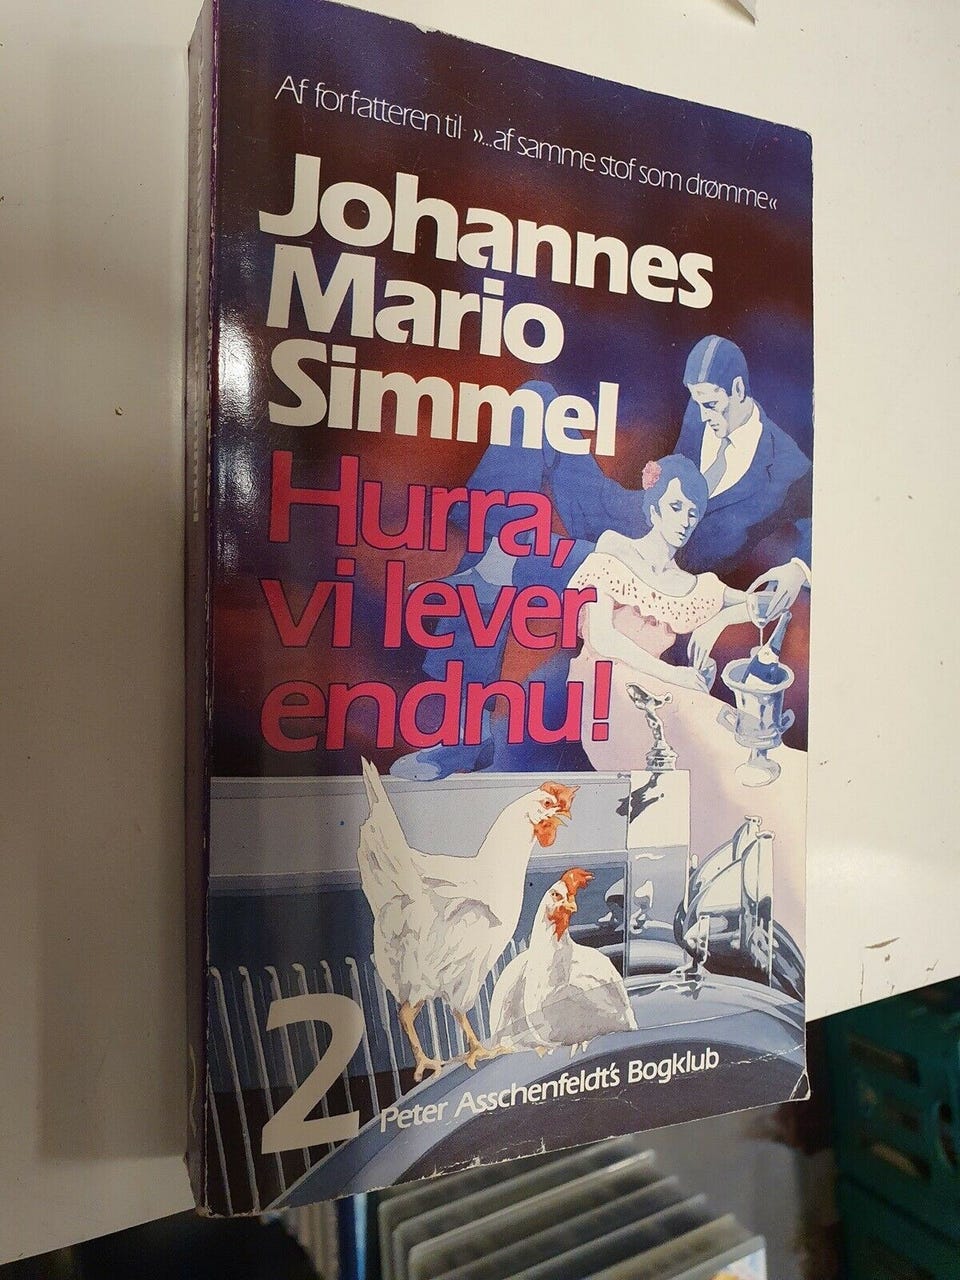 Af forfatteren til »...af samme stof som drømme«
Johannes
Mario
Simmel
Hurra,
vi lever
endnu!
2
Peter Asschenfeldt's Bogklub